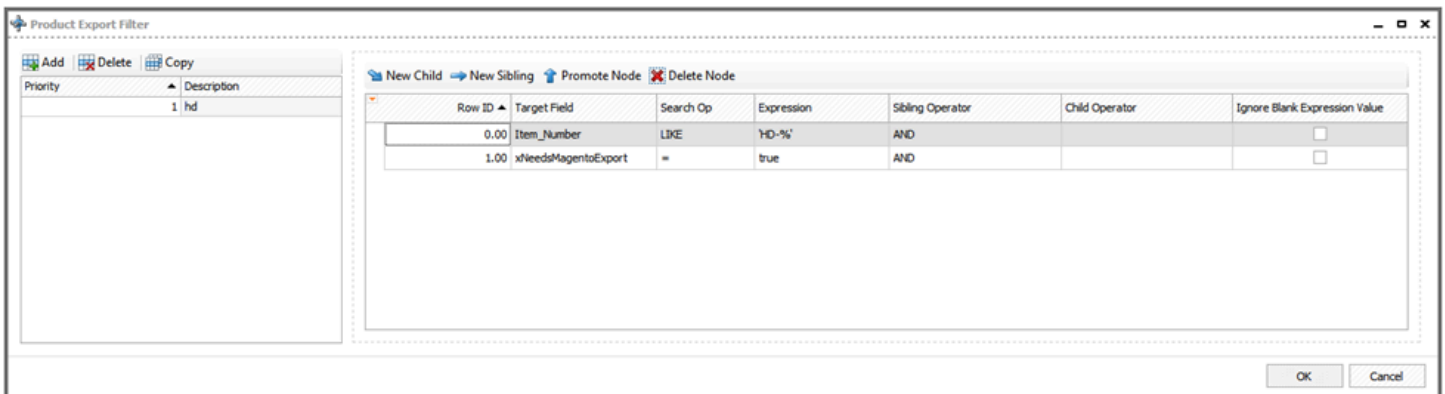 Product Export Filter
Add Delete Copy
Priority Description
1 hd
New Child New Sibling Promote Node Delete Node
Row ID Target Field Search Op Expression Sibling Operator Child Operator Ignore Blank Expression Value
0.00 Item_Number LIKE 'HD-%' AND
1.00 xNeedsMagentoExport = true AND
OK Cancel